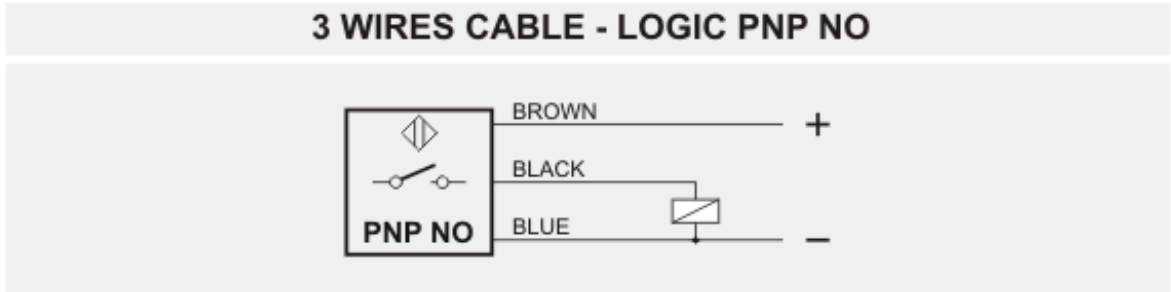 3 WIRES CABLE - LOGIC PNP NO
BROWN
+
BLACK
PNP NO
BLUE
−